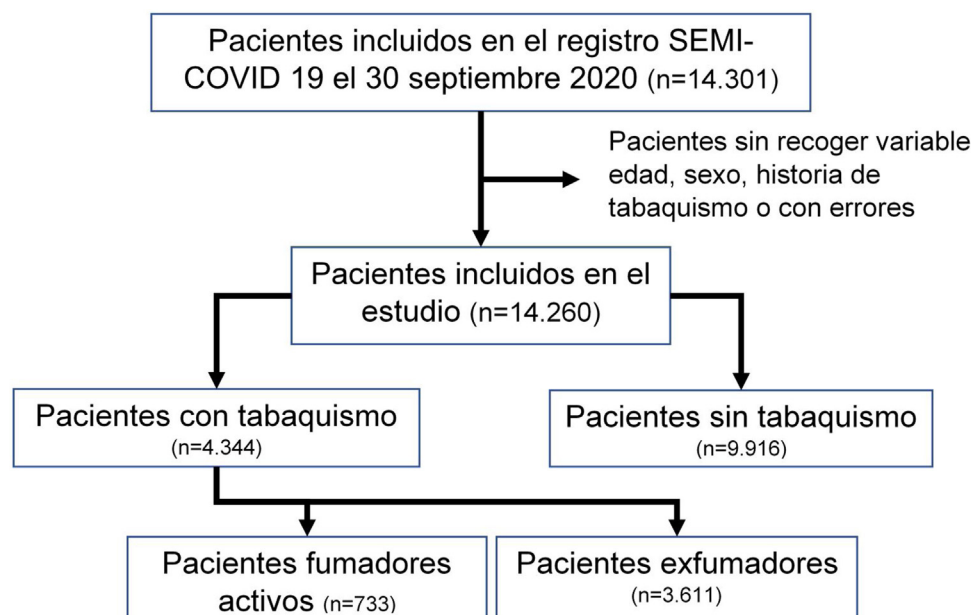 Pacientes incluidos en el registro SEMI-
COVID 19 el 30 septiembre 2020 (n=14.301)
Pacientes sin recoger variable
edad, sexo, historia de
tabaquismo o con errores
Pacientes incluidos en el
estudio (n=14.260)
Pacientes con tabaquismo
(n=4.344)
Pacientes sin tabaquismo
(n=9.916)
Pacientes fumadores
activos (n=733)
Pacientes exfumadores
(n=3.611)